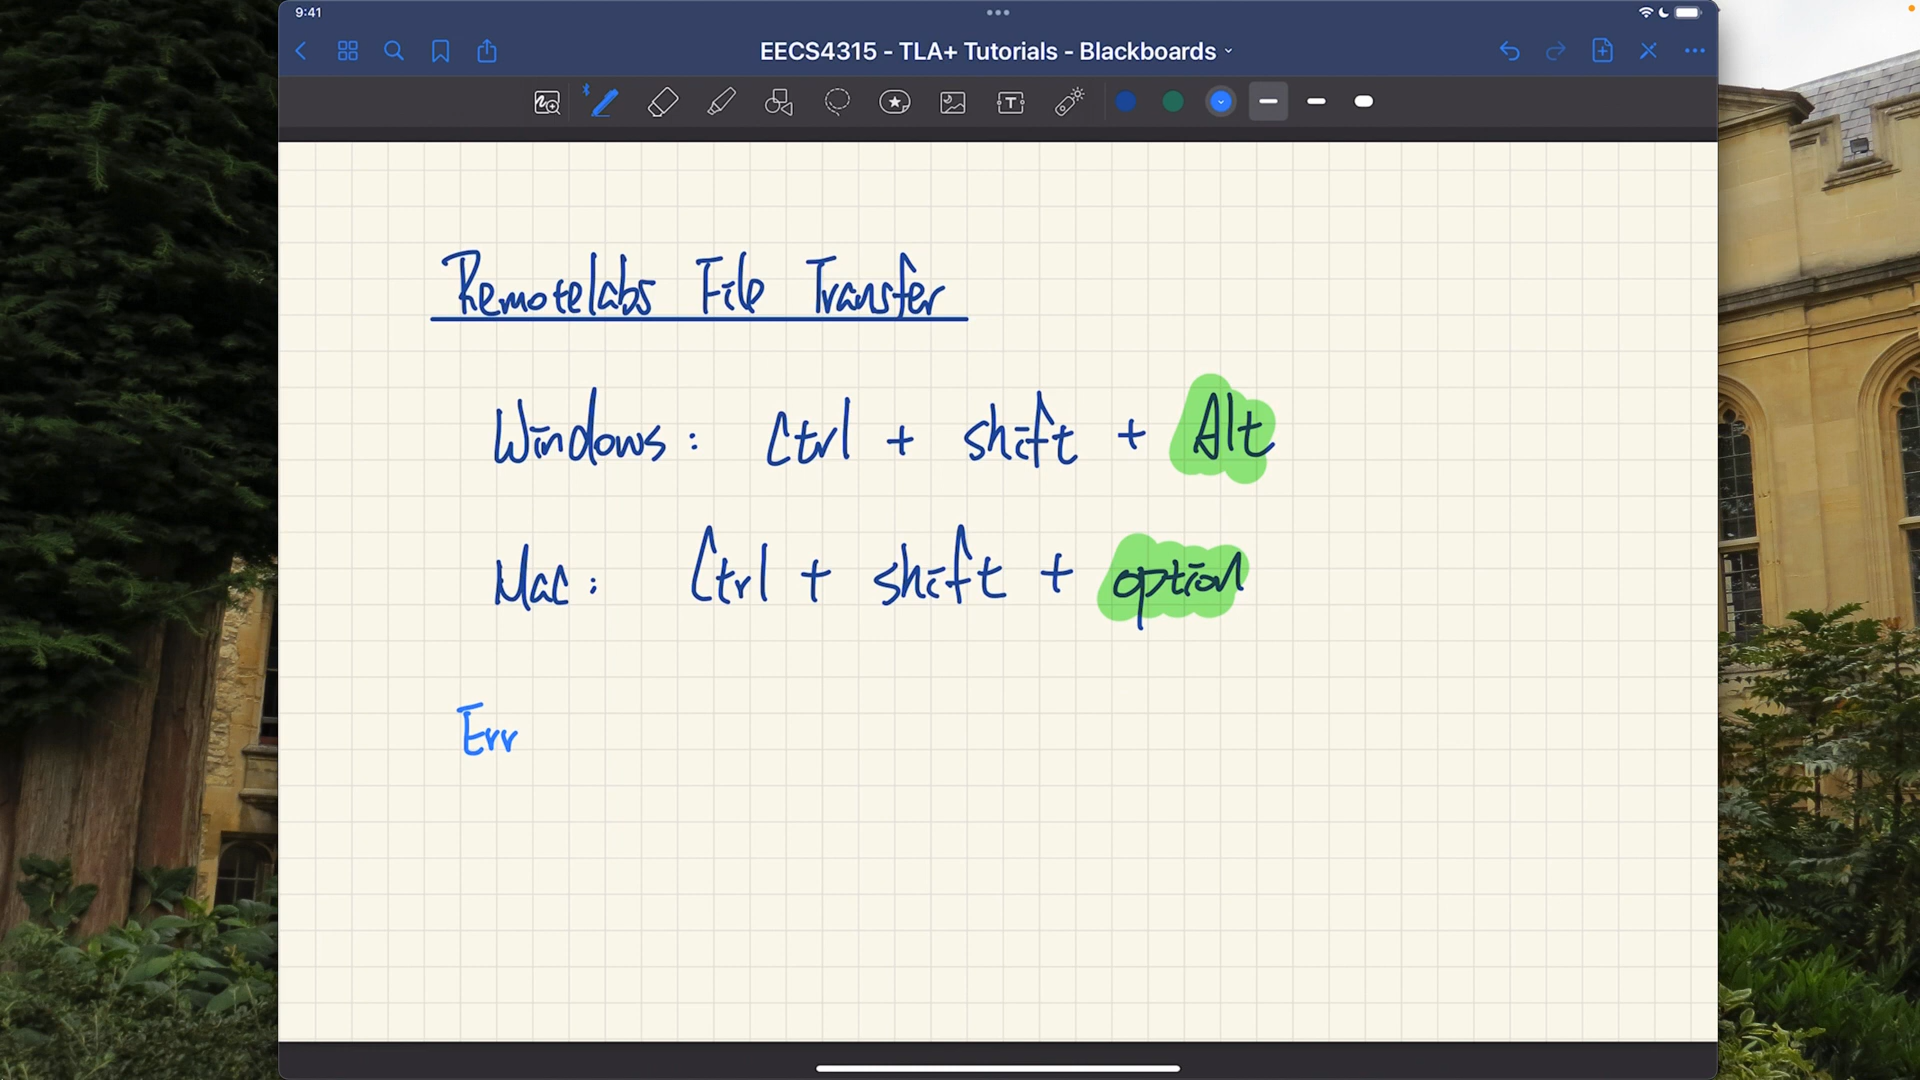 9:41
EECS4315 - TLA+ Tutorials - Blackboards
Remotelabs File Transfer
Windows: Ctrl + shift + Alt
Mac: Ctrl + shift + option
Err